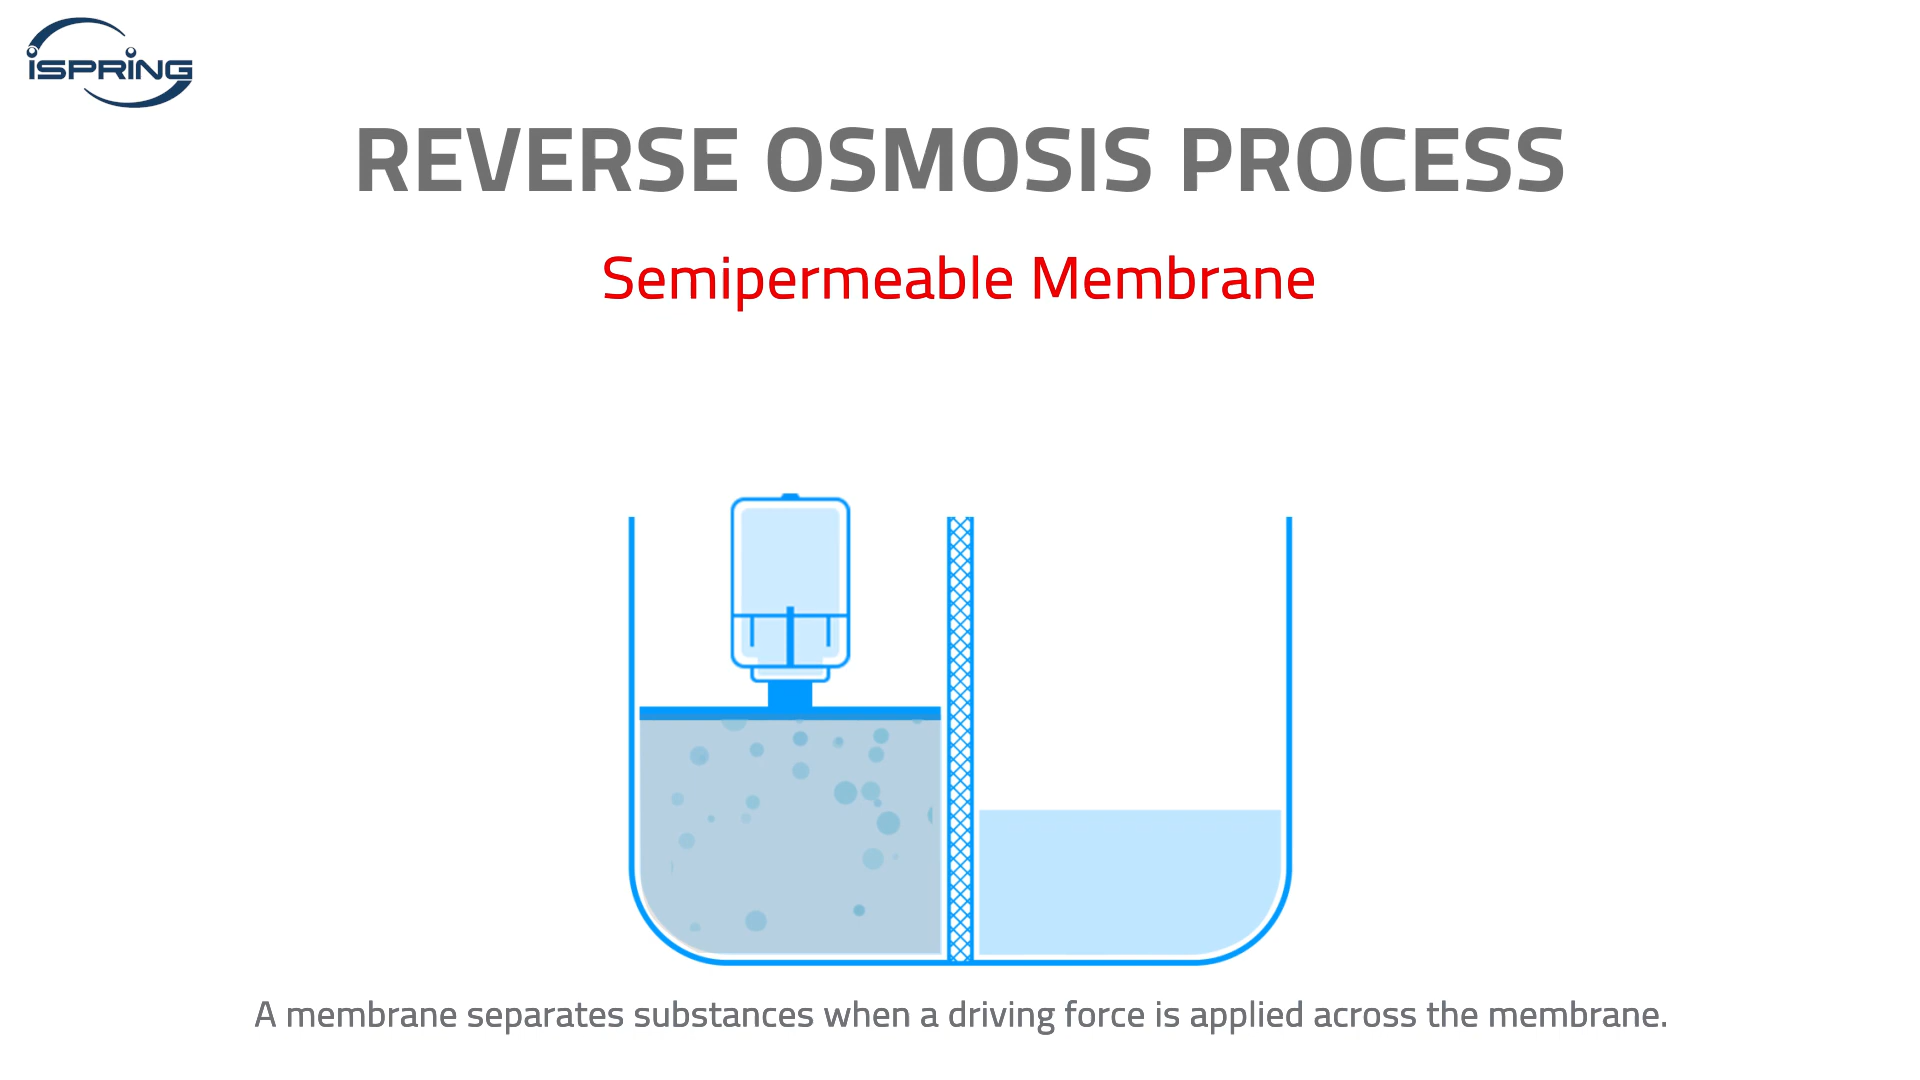 iSPRiNG
REVERSE OSMOSIS PROCESS
Semipermeable Membrane
A membrane separates substances when a driving force is applied across the membrane.